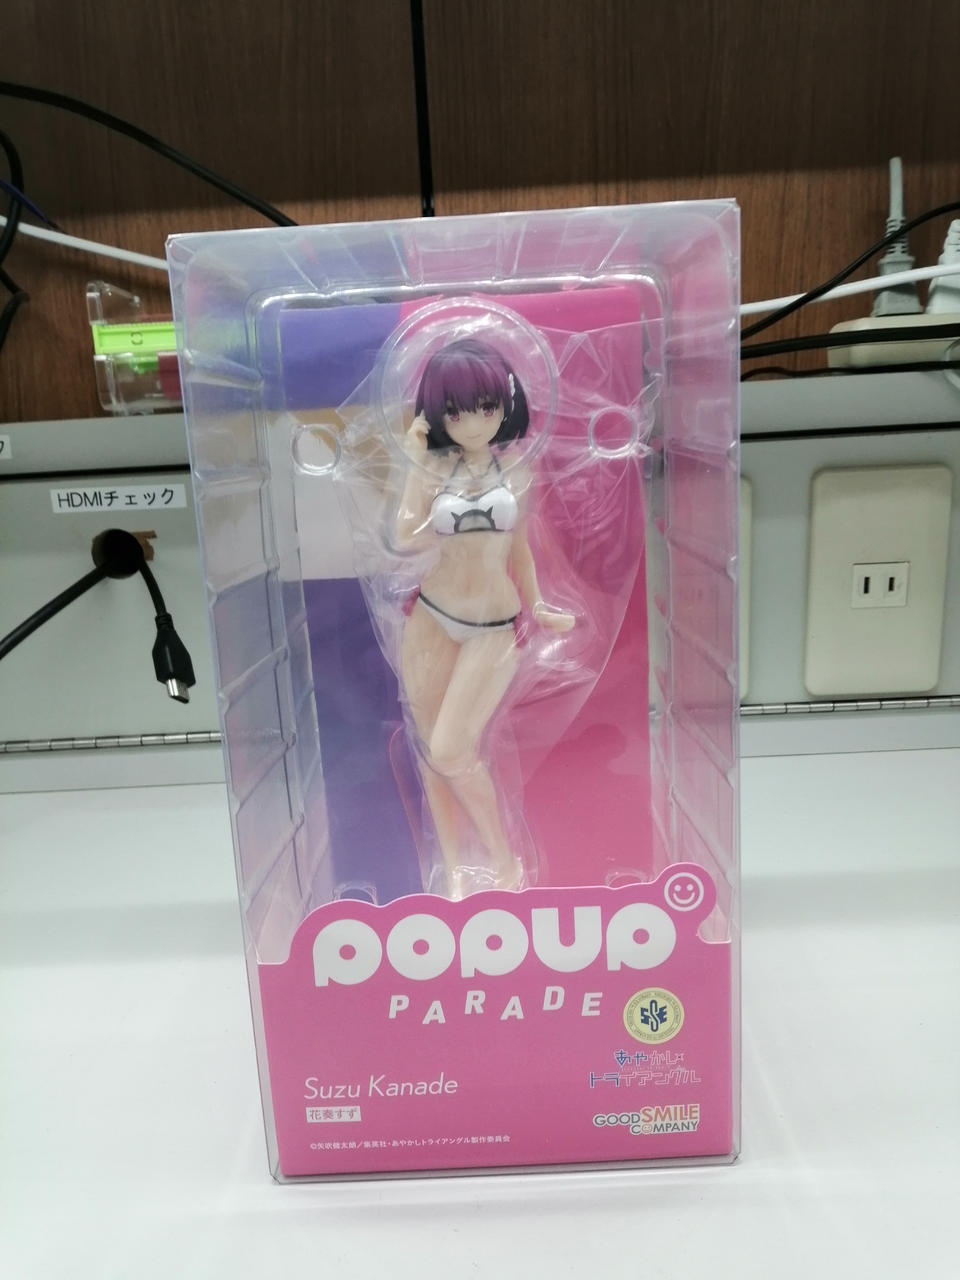 HDMIチェック
POPUP
PARADE
ESE
Suzu Kanade
花奏すず
あやかし
トライアングル
GOOD SMILE
COMPANY
©矢吹健太朗／集英社・あやかしトライアングル製作委員会